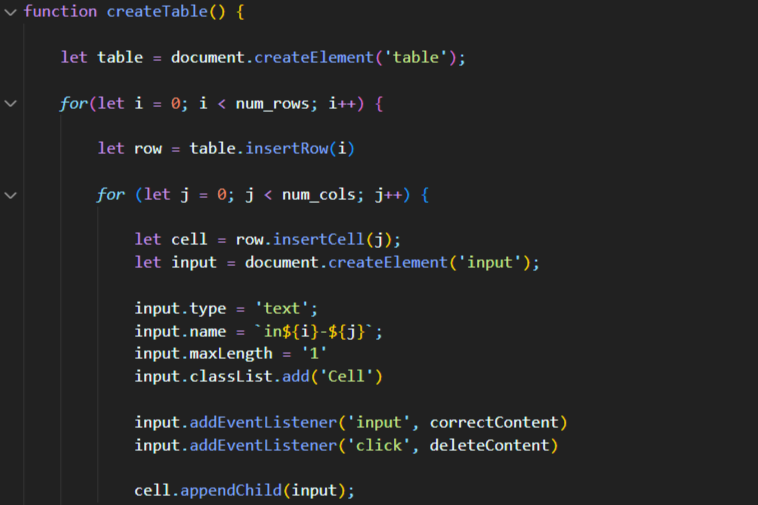 function createTable() {
let table = document.createElement('table');
for(let i = 0; i < num_rows; i++) {
let row = table.insertRow(i)
for (let j = 0; j < num_cols; j++) {
let cell = row.insertCell(j);
let input = document.createElement('input');
input.type = 'text';
input.name = `in${i}-${j}`;
input.maxLength = '1'
input.classList.add('Cell')
input.addEventListener('input', correctContent)
input.addEventListener('click', deleteContent)
cell.appendChild(input);